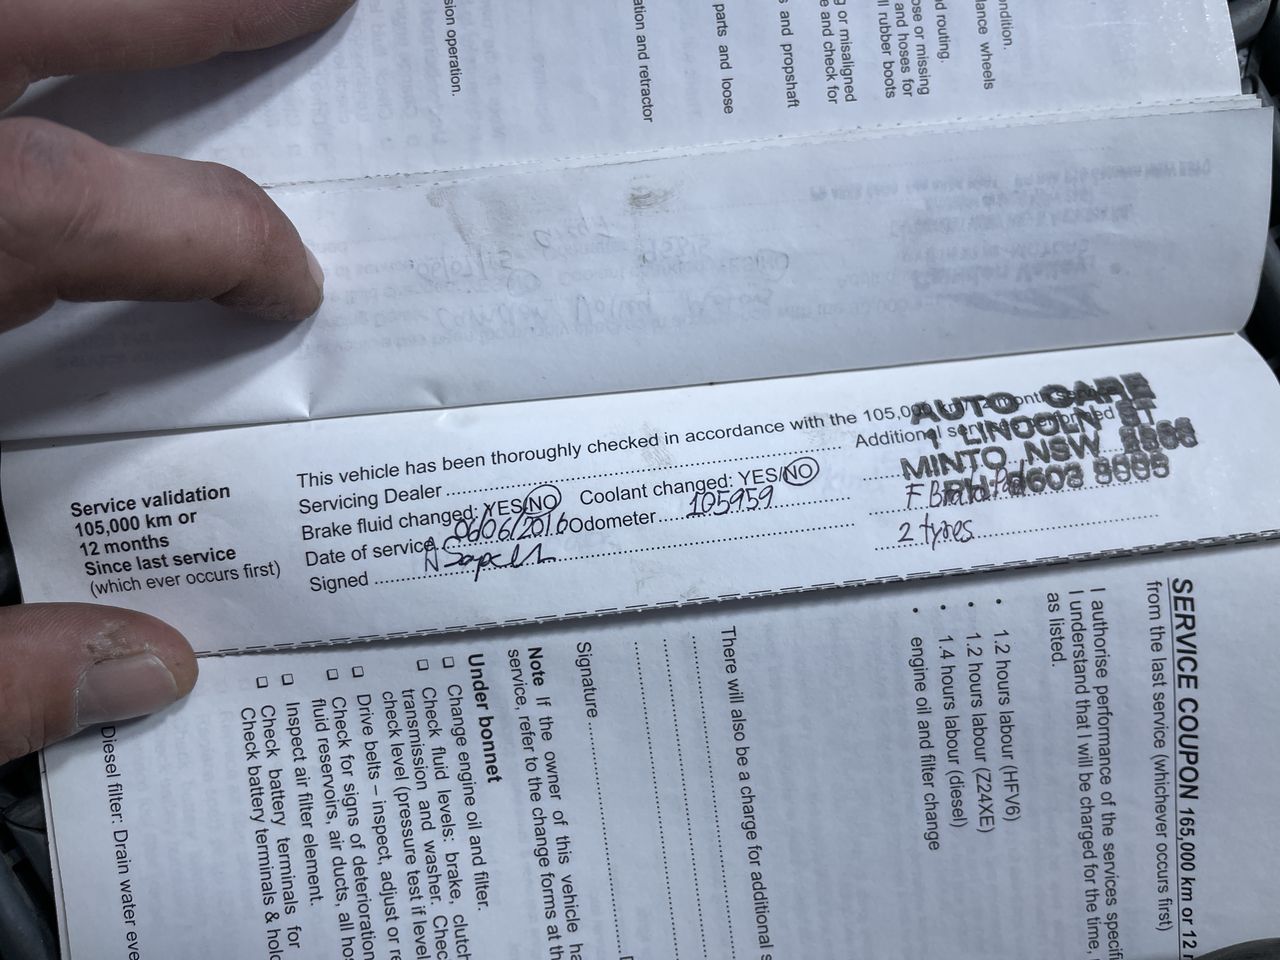 sion operation.
ation and retractor
parts and loose
s and propshaft
g or misaligned
e and check for
ose or missing
and hoses for
ll rubber boots
d routing.
lance wheels
ondition.
Service validation
105,000 km or
12 months
Since last service
(which ever occurs first)
This vehicle has been thoroughly checked in accordance with the 105,000
Servicing Dealer
Additional
Brake fluid changed: YES/NO Coolant changed: YES/NO
Date of service 06/06/2016 Odometer 105959
Signed
AUTO CARE
1 LINCOLN ST
MINTO NSW
PH
F Brake Pad
2 tyres
SERVICE COUPON 165,000 km or 12
from the last service (whichever occurs first)
I authorise performance of the services specif
I understand that I will be charged for the time,
as listed.
• 1.2 hours labour (HFV6)
• 1.2 hours labour (Z24XE)
• 1.4 hours labour (diesel)
• engine oil and filter change
There will also be a charge for additional s
Signature
Note If the owner of this vehicle ha
service, refer to the change forms at th
Under bonnet
❑ Change engine oil and filter.
❑ Check fluid levels: brake, clutch
transmission and washer. Chec
check level (pressure test if level
❑ Drive belts – inspect, adjust or re
❑ Check for signs of deterioration
fluid reservoirs, air ducts, all hos
❑ Inspect air filter element.
❑ Check battery terminals for
❑ Check battery terminals & hold
Diesel filter: Drain water eve